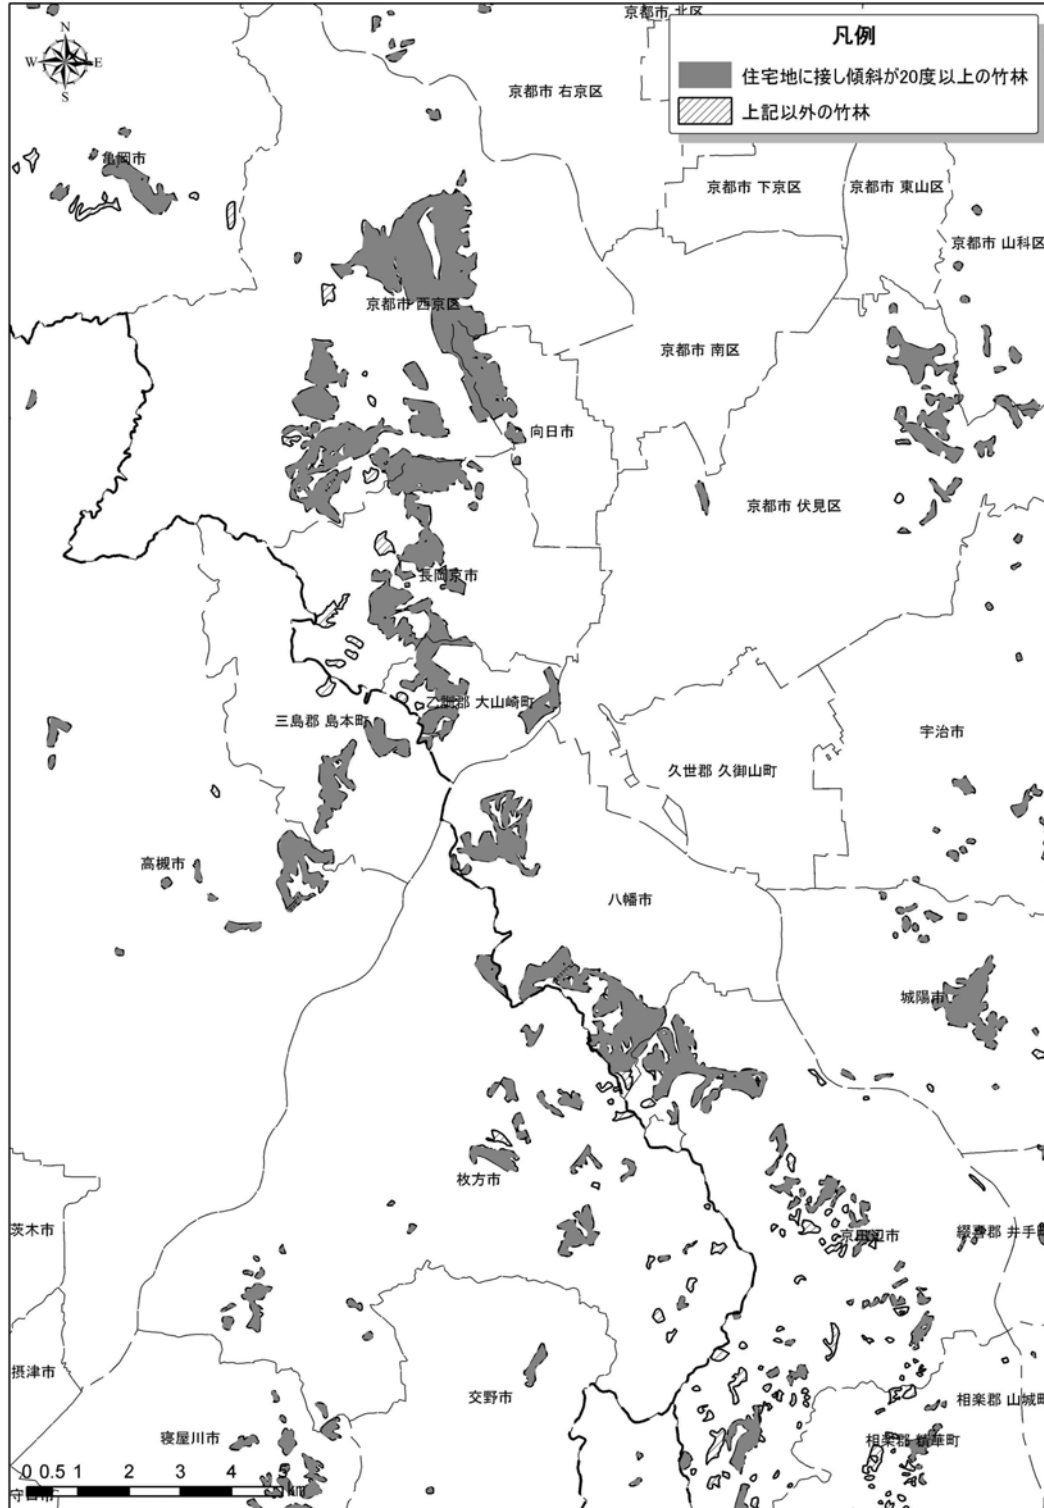 京都市 北区
凡例
住宅地に接し傾斜が20度以上の竹林
上記以外の竹林
N
W
E
S
京都市 右京区
亀岡市
京都市 下京区
京都市 東山区
京都市 山科区
京都市 西京区
京都市 南区
向日市
京都市 伏見区
長岡京市
乙訓郡 大山崎町
三島郡 島本町
宇治市
久世郡 久御山町
高槻市
八幡市
城陽市
枚方市
茨木市
京田辺市
綴喜郡 井手町
摂津市
交野市
相楽郡 山城町
寝屋川市
相楽郡 精華町
0 0.5 1 2 3 4 5
km
守口市